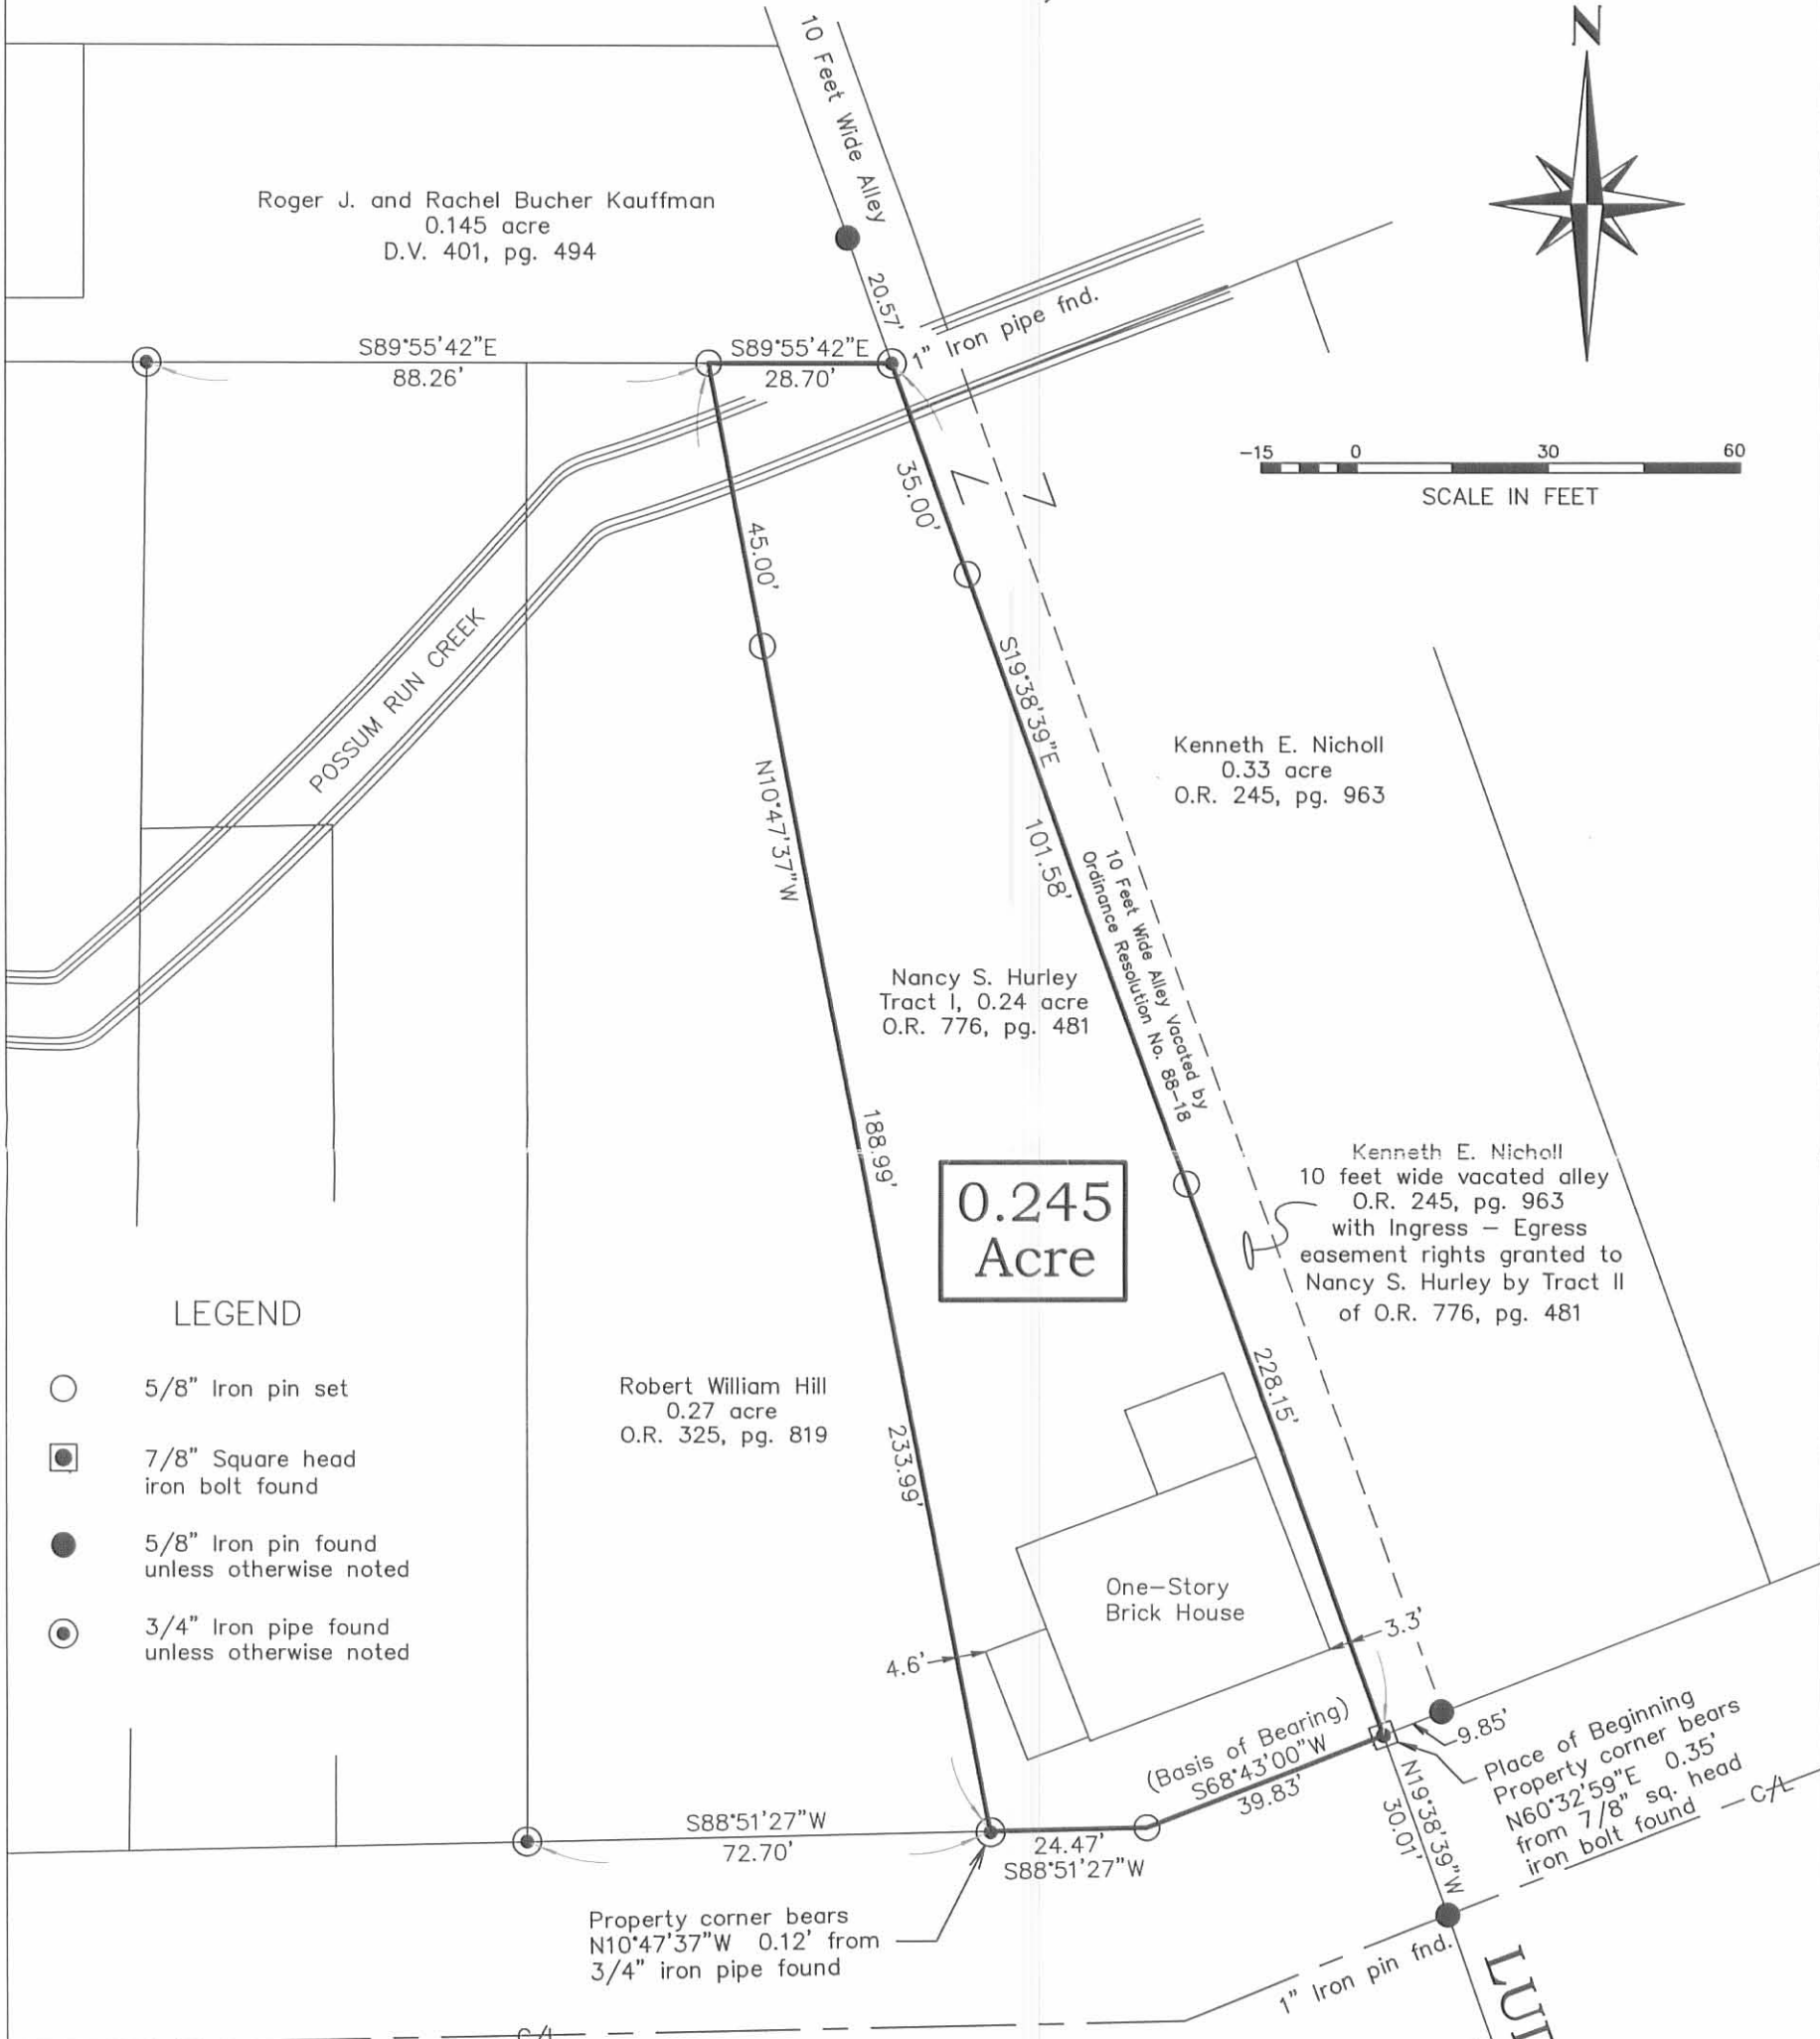 10 Feet Wide Alley
N
Roger J. and Rachel Bucher Kauffman
0.145 acre
D.V. 401, pg. 494
20.57'
1" Iron pipe fnd.
S89°55'42"E
88.26'
S89°55'42"E
28.70'
-15 0 30 60
SCALE IN FEET
35.00'
45.00'
POSSUM RUN CREEK
S19°38'39"E
101.58'
N10°47'37"W
Kenneth E. Nicholl
0.33 acre
O.R. 245, pg. 963
10 Feet Wide Alley Vacated by
Ordinance Resolution No. 88-18
Nancy S. Hurley
Tract I, 0.24 acre
O.R. 776, pg. 481
188.99'
0.245
Acre
Kenneth E. Nicholl
10 feet wide vacated alley
O.R. 245, pg. 963
with Ingress - Egress
easement rights granted to
Nancy S. Hurley by Tract II
of O.R. 776, pg. 481
LEGEND
5/8" Iron pin set
7/8" Square head
iron bolt found
5/8" Iron pin found
unless otherwise noted
3/4" Iron pipe found
unless otherwise noted
Robert William Hill
0.27 acre
O.R. 325, pg. 819
228.15'
233.99'
One-Story
Brick House
4.6'
3.3'
(Basis of Bearing)
S68°43'00"W
39.83'
9.85'
Place of Beginning
Property corner bears
N60°32'59"E 0.35'
from 7/8" sq. head
iron bolt found
C/L
N19°38'39"W
30.01'
S88°51'27"W
72.70'
24.47'
S88°51'27"W
Property corner bears
N10°47'37"W 0.12' from
3/4" iron pipe found
1" Iron pin fnd.
C/L